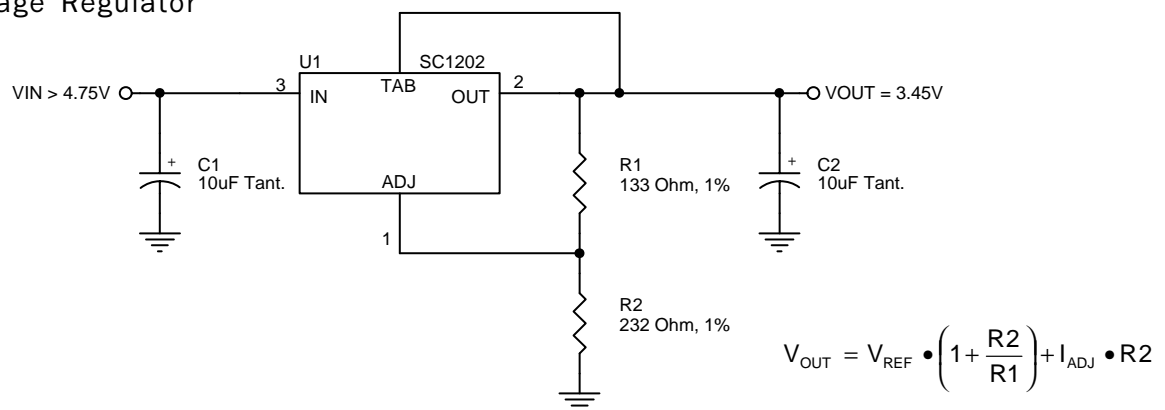 Regulator
U1
SC1202
VIN > 4.75V
3
IN
TAB
OUT
2
VOUT = 3.45V
+
C1
10uF Tant.
R1
133 Ohm, 1%
+
C2
10uF Tant.
ADJ
1
R2
232 Ohm, 1%
V_OUT = V_REF • (1 + R2/R1) + I_ADJ • R2